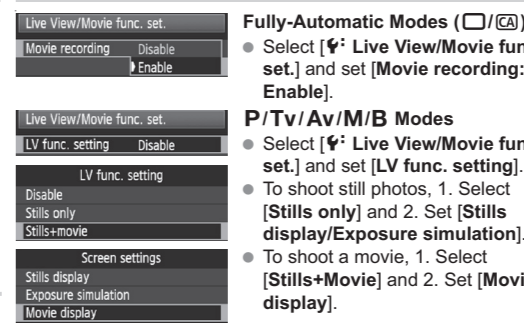 Live View/Movie func. set.
Movie recording Disable
Enable
Live View/Movie func. set.
LV func. setting Disable
LV func. setting
Disable
Stills only
Stills+movie
Screen settings
Stills display
Exposure simulation
Movie display
Fully-Automatic Modes (□/CA)
● Select [ Live View/Movie
set.] and set [Movie recording:
Enable].
P/Tv/Av/M/B Modes
● Select [ Live View/Movie
set.] and set [LV func. setting].
● To shoot still photos, 1. Select
[Stills only] and 2. Set [Stills
display/Exposure simulation].
● To shoot a movie, 1. Select
[Stills+Movie] and 2. Set [
display].